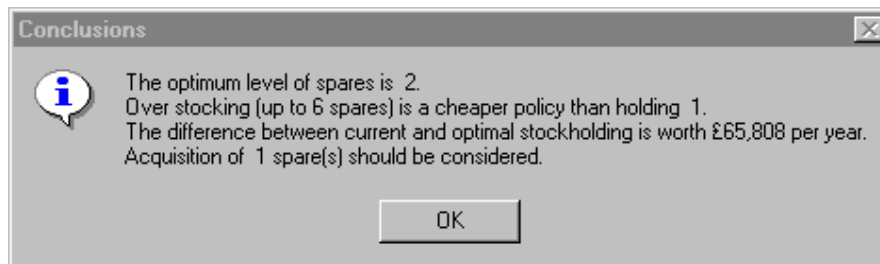 Conclusions
The optimum level of spares is 2.
Over stocking (up to 6 spares) is a cheaper policy than holding 1.
The difference between current and optimal stockholding is worth £65,808 per year.
Acquisition of 1 spare(s) should be considered.
OK